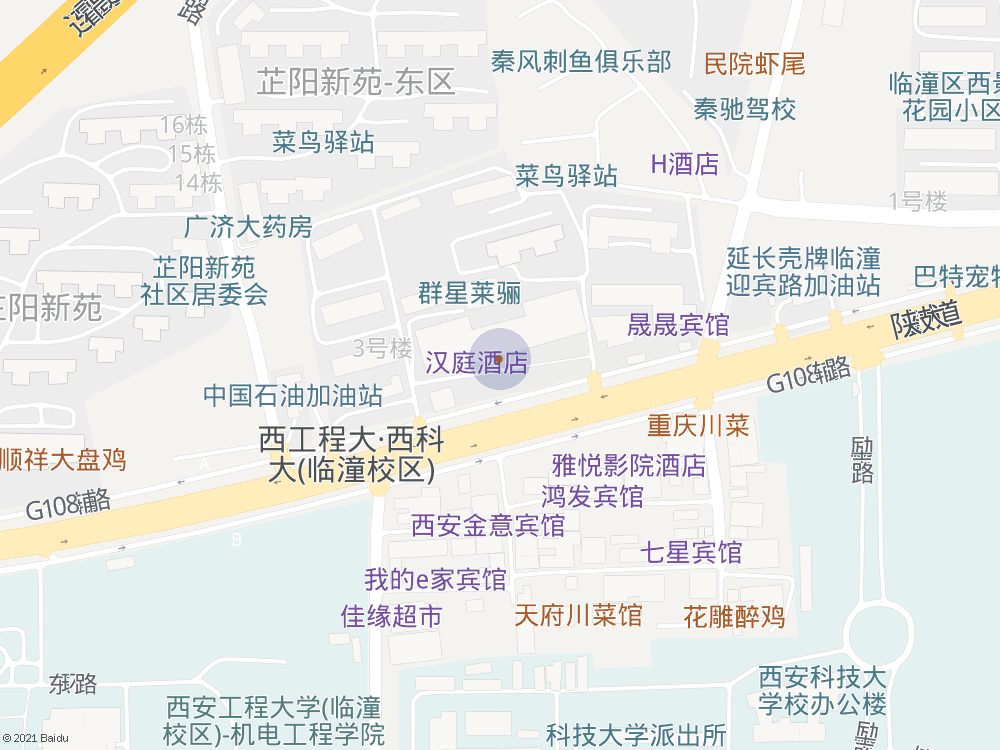 路
秦风刺鱼俱乐部
民院虾尾
芷阳新苑-东区
临潼区西景
花园小区
秦驰驾校
16栋
菜鸟驿站
15栋
H酒店
14栋
菜鸟驿站
1号楼
广济大药房
芷阳新苑
社区居委会
延长壳牌临潼
迎宾路加油站
巴特宠物
群星莱骊
芷阳新苑
晟晟宾馆
3号楼
汉庭酒店
中国石油加油站
G108辅路
重庆川菜
西工程大·西科
大(临潼校区)
励志路
顺祥大盘鸡
A
雅悦影院酒店
鸿发宾馆
G108辅路
西安金意宾馆
B
七星宾馆
我的e家宾馆
佳缘超市
天府川菜馆
花雕醉鸡
东环路
西安科技大
学校办公楼
西安工程大学(临潼
校区)-机电工程学院
科技大学派出所
© 2021 Baidu